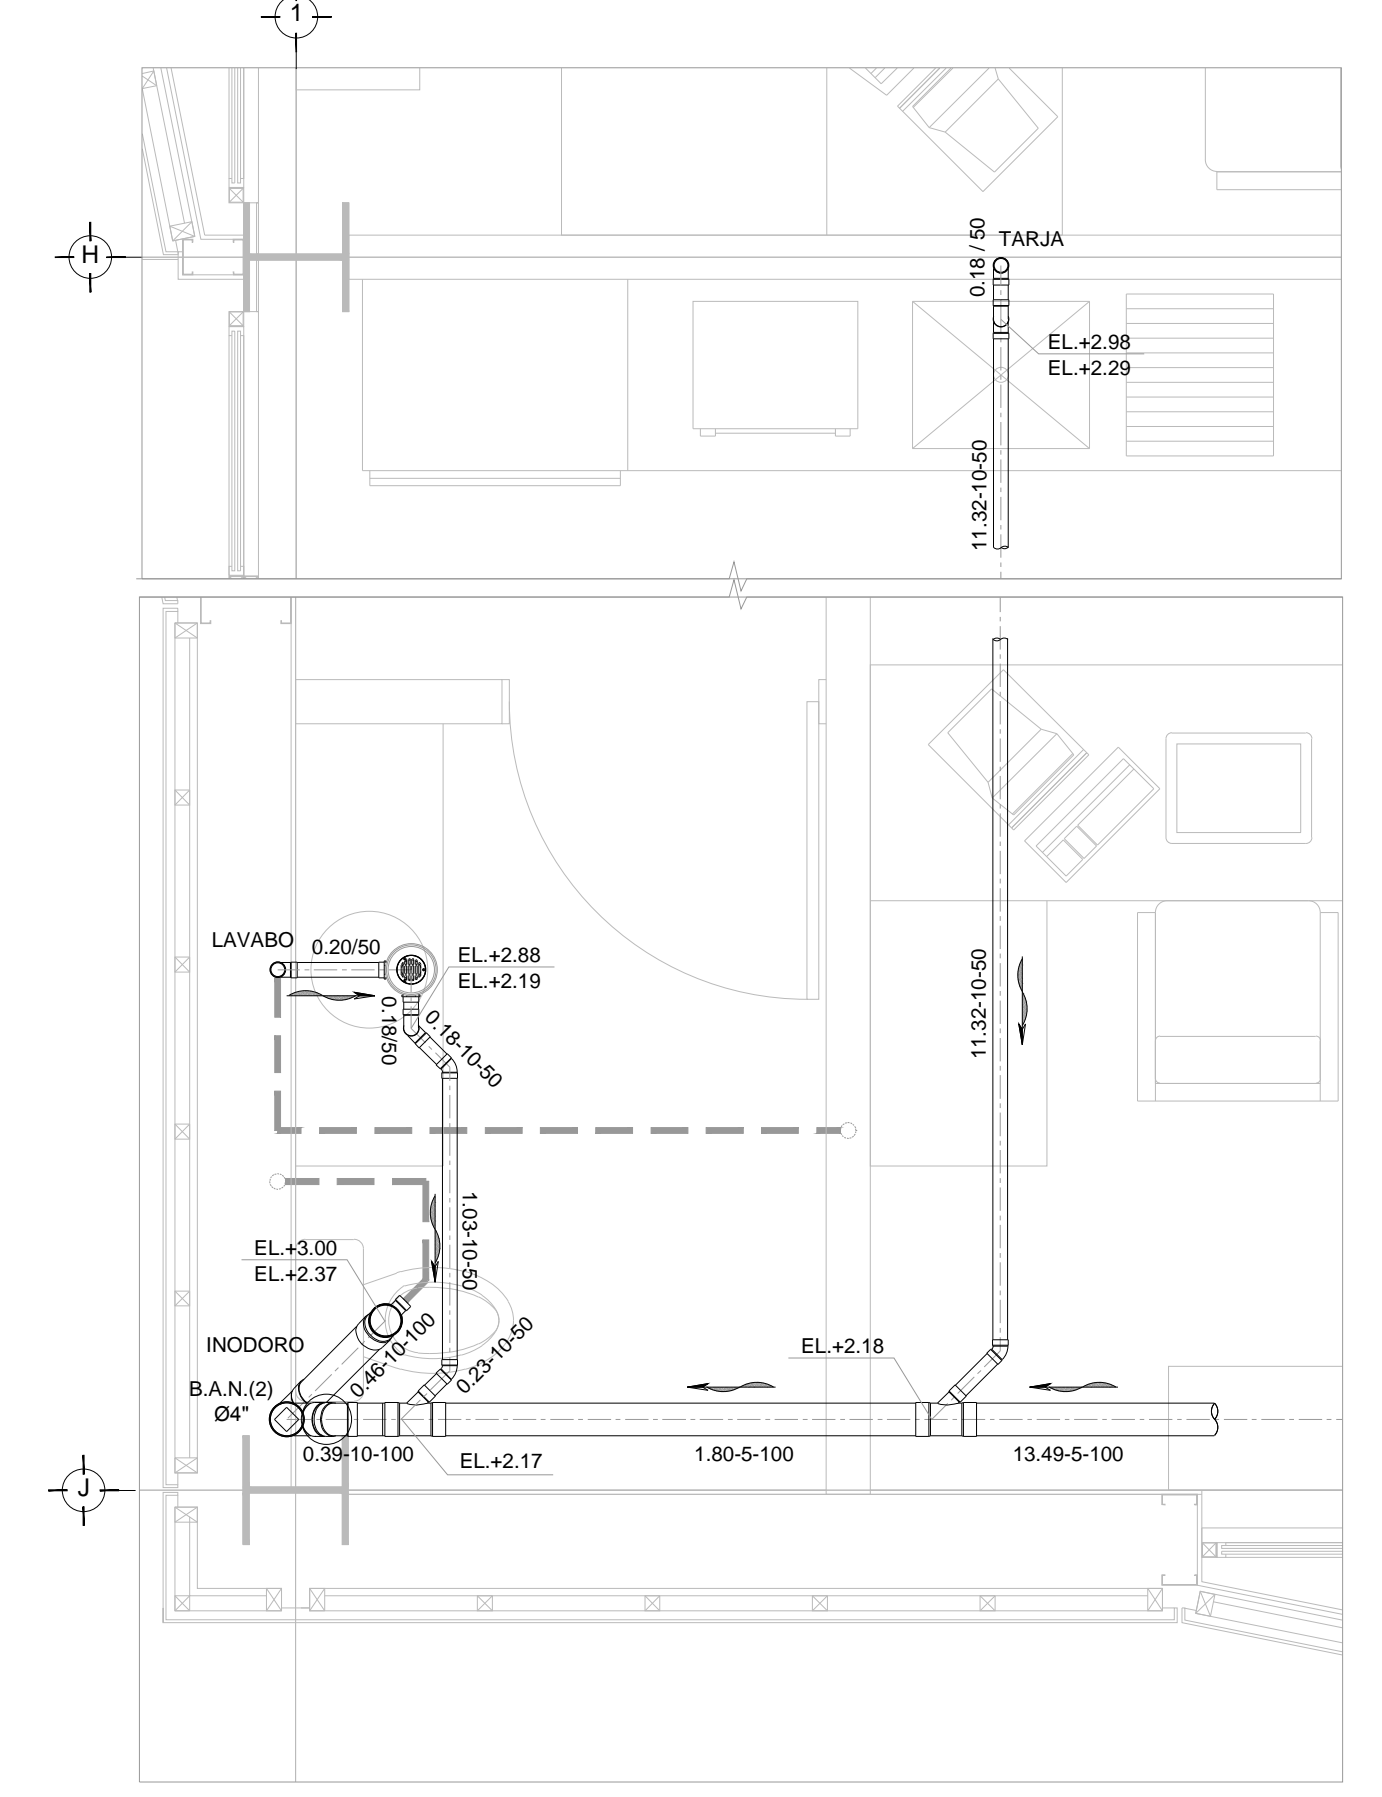 1
H
0.18 / 50
TARJA
EL.+2.98
EL.+2.29
11.32-10-50
LAVABO
0.20/50
EL.+2.88
EL.+2.19
0.18/50
0.18-10-50
11.32-10-50
1.03-10-50
EL.+3.00
EL.+2.37
INODORO
0.46-10-100
0.23-10-50
EL.+2.18
B.A.N.(2)
Ø4"
0.39-10-100
EL.+2.17
1.80-5-100
13.49-5-100
J